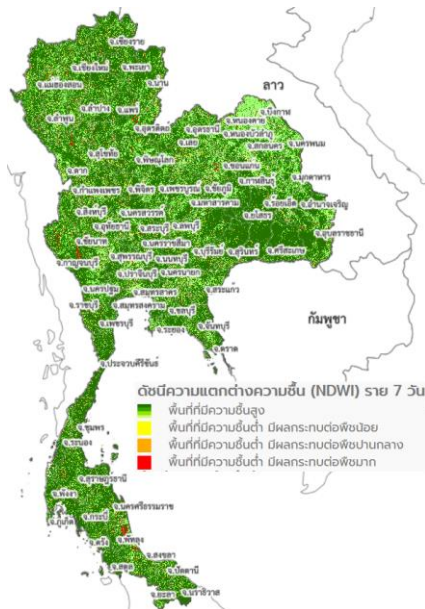 จ.เชียงราย
จ.เชียงใหม่ จ.พะเยา
จ.แม่ฮ่องสอน จ.น่าน
ลาว
จ.ลำปาง จ.แพร่
จ.ลำพูน
จ.อุตรดิตถ์ จ.อุดรธานี จ.หนองคาย จ.บึงกาฬ
จ.เลย จ.หนองบัวลำภู
จ.สุโขทัย จ.พิษณุโลก จ.สกลนคร จ.นครพนม
จ.ตาก จ.ขอนแก่น
จ.กำแพงเพชร จ.พิจิตร จ.เพชรบูรณ์ จ.ชัยภูมิ จ.กาฬสินธุ์ จ.มุกดาหาร
จ.มหาสารคาม จ.ร้อยเอ็ด จ.อำนาจเจริญ
จ.สิงห์บุรี จ.นครสวรรค์ จ.ยโสธร
จ.อุทัยธานี จ.สระบุรี จ.ลพบุรี
จ.ชัยนาท จ.นครราชสีมา จ.บุรีรัมย์ จ.สุรินทร์ จ.ศรีสะเกษ จ.อุบลราชธานี
จ.สุพรรณบุรี จ.นนทบุรี
จ.กาญจนบุรี จ.ปราจีนบุรี จ.นครนายก
จ.นครปฐม จ.สมุทรสาคร จ.สระแก้ว
จ.ราชบุรี จ.สมุทรสงคราม
จ.ชลบุรี
กัมพูชา
จ.เพชรบุรี จ.ระยอง จ.จันทบุรี
จ.ตราด
จ.ประจวบคีรีขันธ์
ดัชนีความแตกต่างความชื้น (NDWI) ราย 7 วัน
พื้นที่ที่มีความชื้นสูง
พื้นที่ที่มีความชื้นต่ำ มีผลกระทบต่อพืชน้อย
พื้นที่ที่มีความชื้นต่ำ มีผลกระทบต่อพืชปานกลาง
พื้นที่ที่มีความชื้นต่ำ มีผลกระทบต่อพืชมาก
จ.ชุมพร
จ.ระนอง
จ.สุราษฎร์ธานี
จ.พังงา
จ.นครศรีธรรมราช
จ.ภูเก็ต จ.กระบี่
จ.ตรัง จ.พัทลุง
จ.สงขลา
จ.สตูล จ.ปัตตานี
จ.ยะลา จ.นราธิวาส